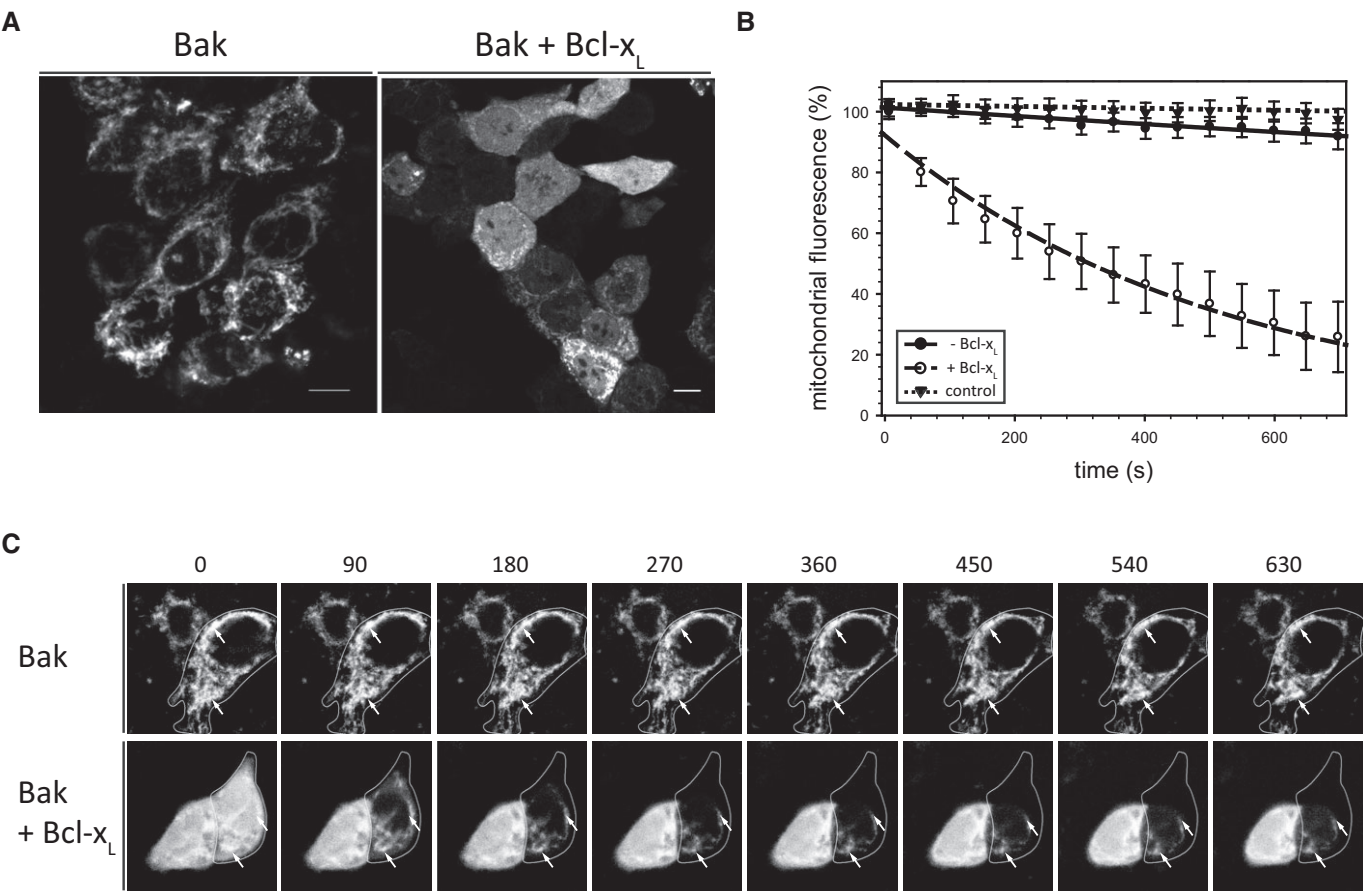 A
Bak
Bak + Bcl-xL
B
mitochondrial fluorescence (%)
100
80
60
40
20
0
- Bcl-xL
+ Bcl-xL
control
0 200 400 600
time (s)
C
0 90 180 270 360 450 540 630
Bak
Bak
+ Bcl-xL